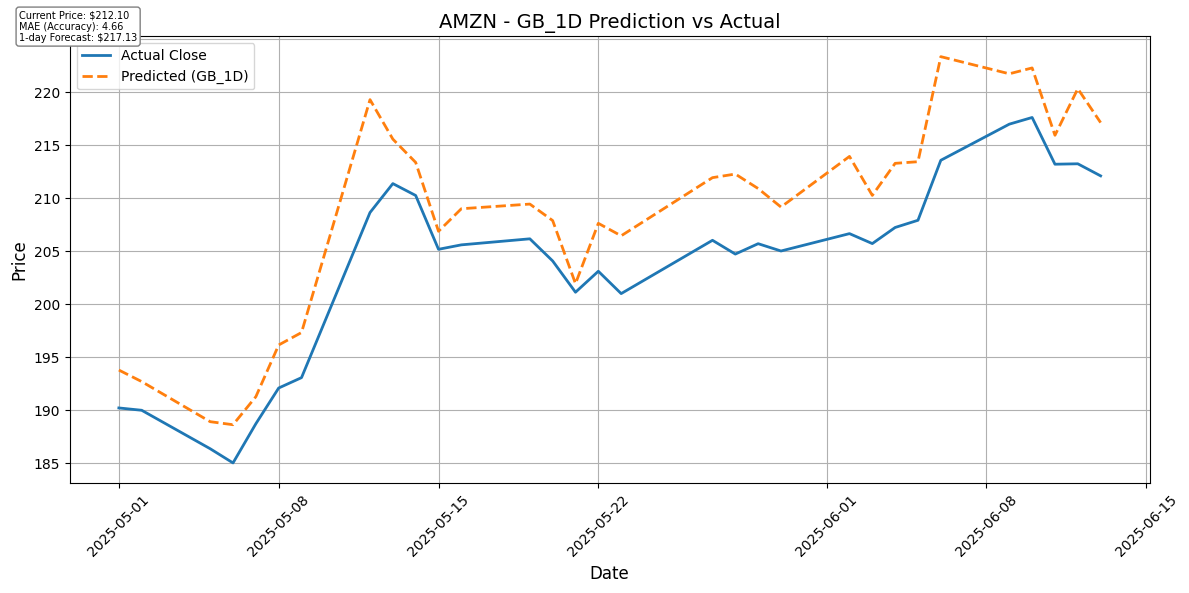 Current Price: $212.10
MAE (Accuracy): 4.66
1-day Forecast: $217.13
AMZN - GB_1D Prediction vs Actual
Actual Close
Predicted (GB_1D)
Price
220
215
210
205
200
195
190
185
2025-05-01
2025-05-08
2025-05-15
2025-05-22
2025-06-01
2025-06-08
2025-06-15
Date